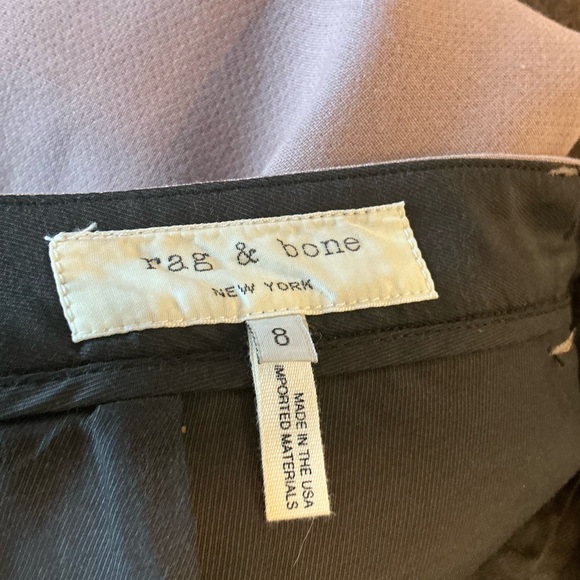 rag & bone
NEW YORK
8
MADE IN THE USA
IMPORTED MATERIALS